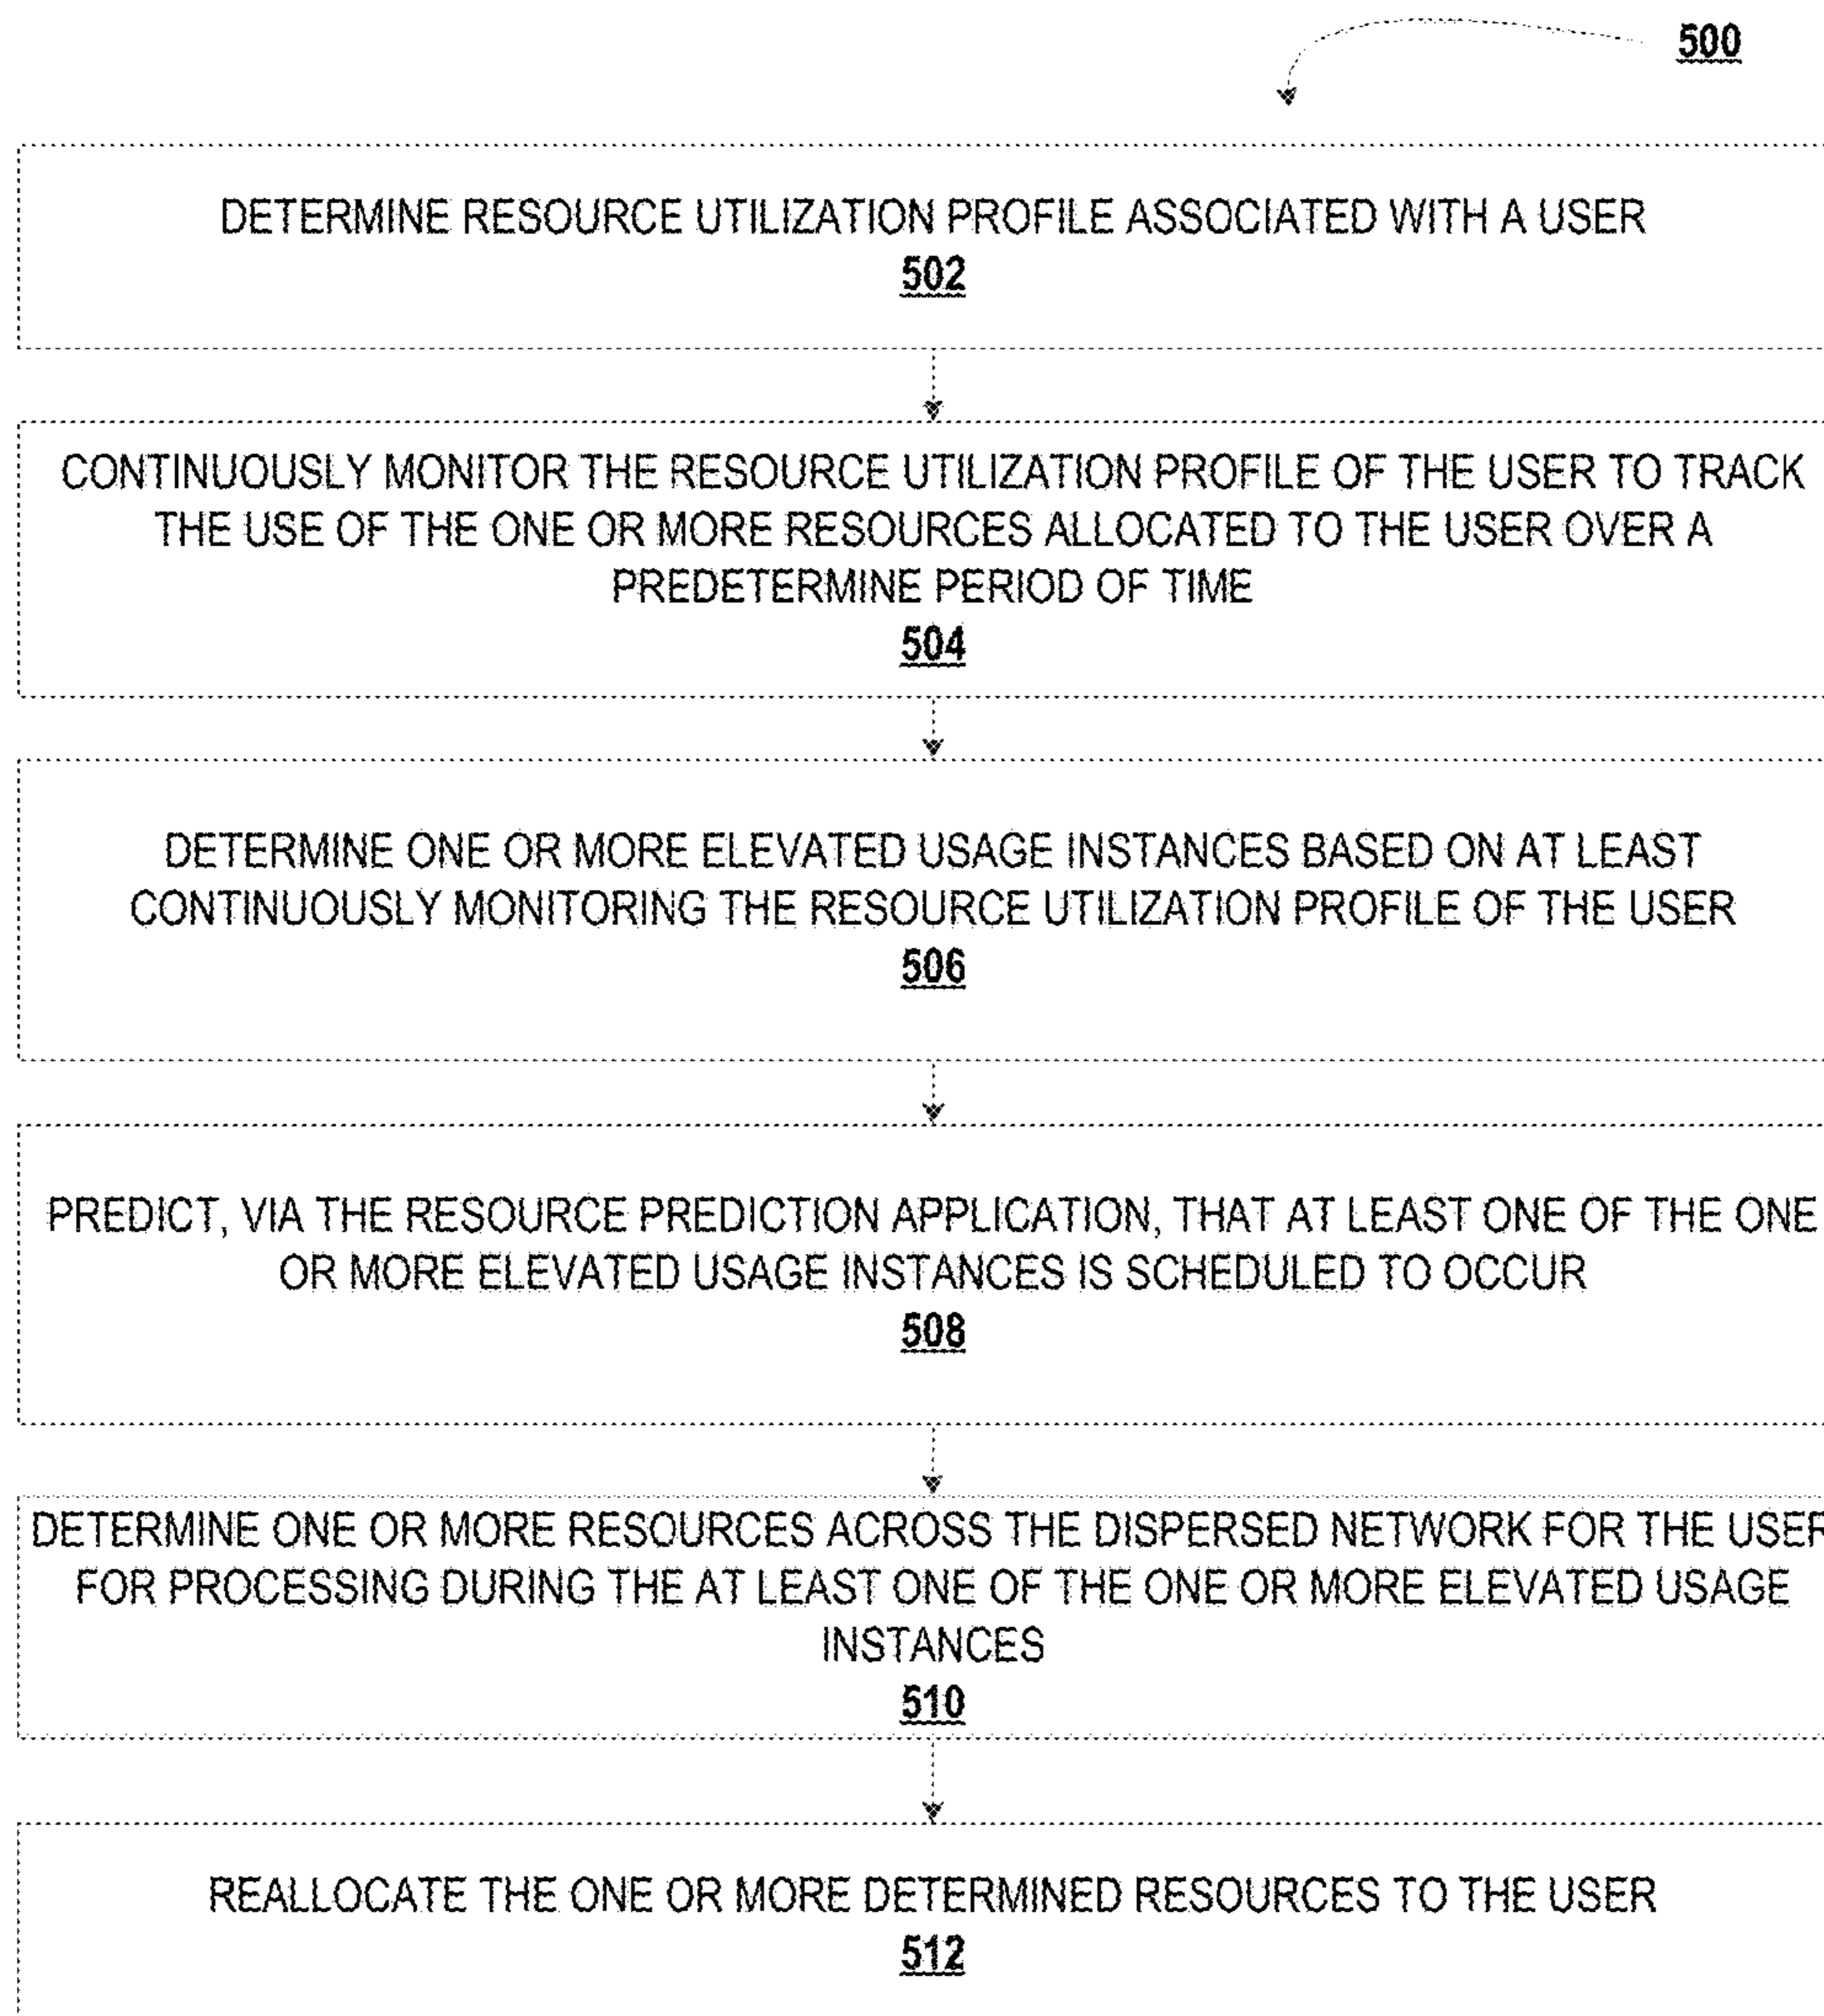 500
DETERMINE RESOURCE UTILIZATION PROFILE ASSOCIATED WITH A USER
502
CONTINUOUSLY MONITOR THE RESOURCE UTILIZATION PROFILE OF THE USER TO TRACK
THE USE OF THE ONE OR MORE RESOURCES ALLOCATED TO THE USER OVER A
PREDETERMINE PERIOD OF TIME
504
DETERMINE ONE OR MORE ELEVATED USAGE INSTANCES BASED ON AT LEAST
CONTINUOUSLY MONITORING THE RESOURCE UTILIZATION PROFILE OF THE USER
506
PREDICT, VIA THE RESOURCE PREDICTION APPLICATION, THAT AT LEAST ONE OF THE ONE
OR MORE ELEVATED USAGE INSTANCES IS SCHEDULED TO OCCUR
508
DETERMINE ONE OR MORE RESOURCES ACROSS THE DISPERSED NETWORK FOR THE USER
FOR PROCESSING DURING THE AT LEAST ONE OF THE ONE OR MORE ELEVATED USAGE
INSTANCES
510
REALLOCATE THE ONE OR MORE DETERMINED RESOURCES TO THE USER
512